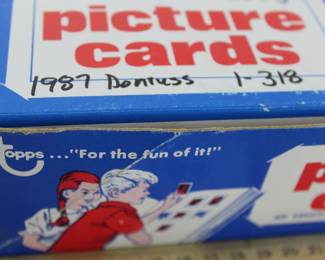 picture
cards
1987 Donruss 1-318
Topps..."For the fun of it!"